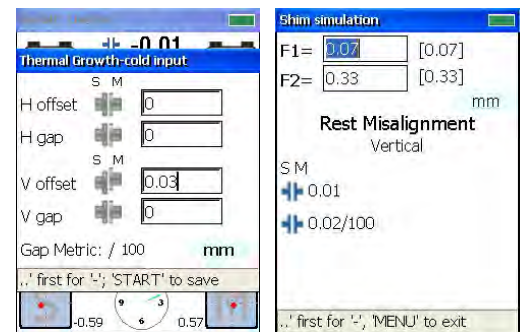 -0.01
Thermal Growth-cold input
S M
H offset 0
H gap 0
S M
V offset 0.03
V gap 0
Gap Metric: / 100 mm
..' first for '-'; 'START' to save
9 3
6
-0.59 0.57
Shim simulation
F1= 0.07 [0.07]
F2= 0.33 [0.33]
mm
Rest Misalignment
Vertical
S M
0.01
0.02/100
..' first for '-', 'MENU' to exit